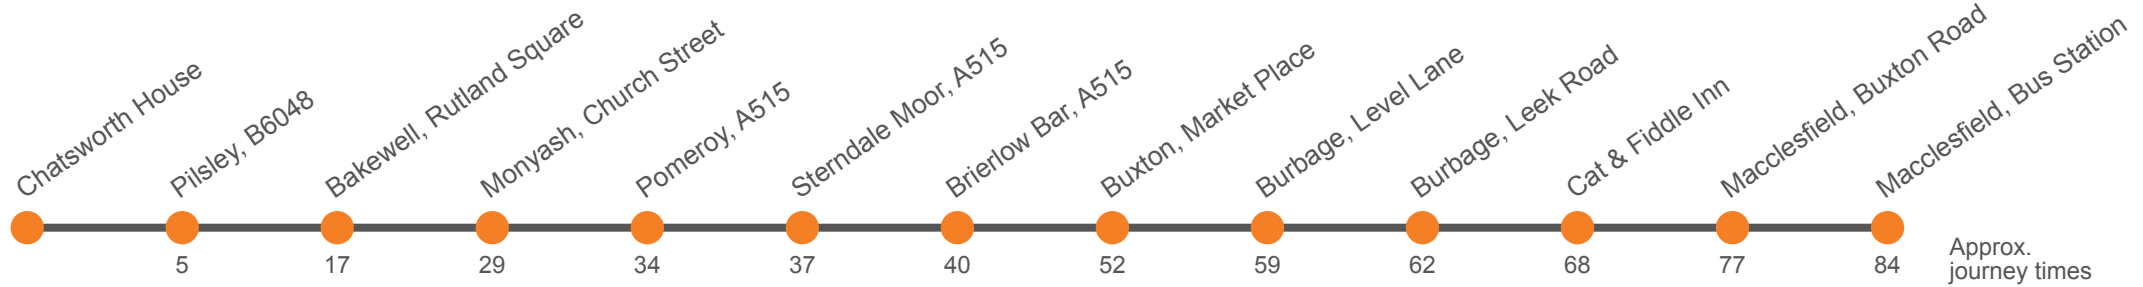 Chatsworth House
Pilsley, B6048
Bakewell, Rutland Square
Monyash, Church Street
Pomeroy, A515
Sterndale Moor, A515
Brierlow Bar, A515
Buxton, Market Place
Burbage, Level Lane
Burbage, Leek Road
Cat & Fiddle Inn
Macclesfield, Buxton Road
Macclesfield, Bus Station
5 17 29 34 37 40 52 59 62 68 77 84
Approx.
journey times